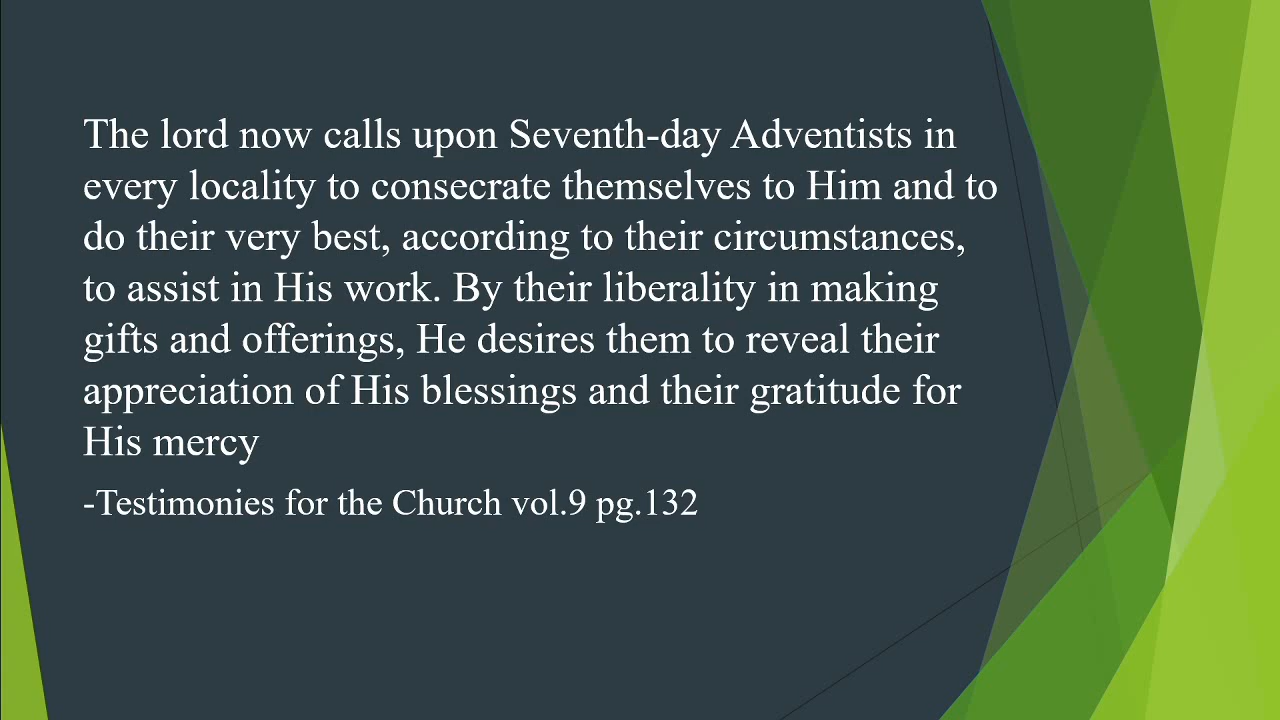 The lord now calls upon Seventh-day Adventists in
every locality to consecrate themselves to Him and to
do their very best, according to their circumstances,
to assist in His work. By their liberality in making
gifts and offerings, He desires them to reveal their
appreciation of His blessings and their gratitude for
His mercy
-Testimonies for the Church vol.9 pg.132